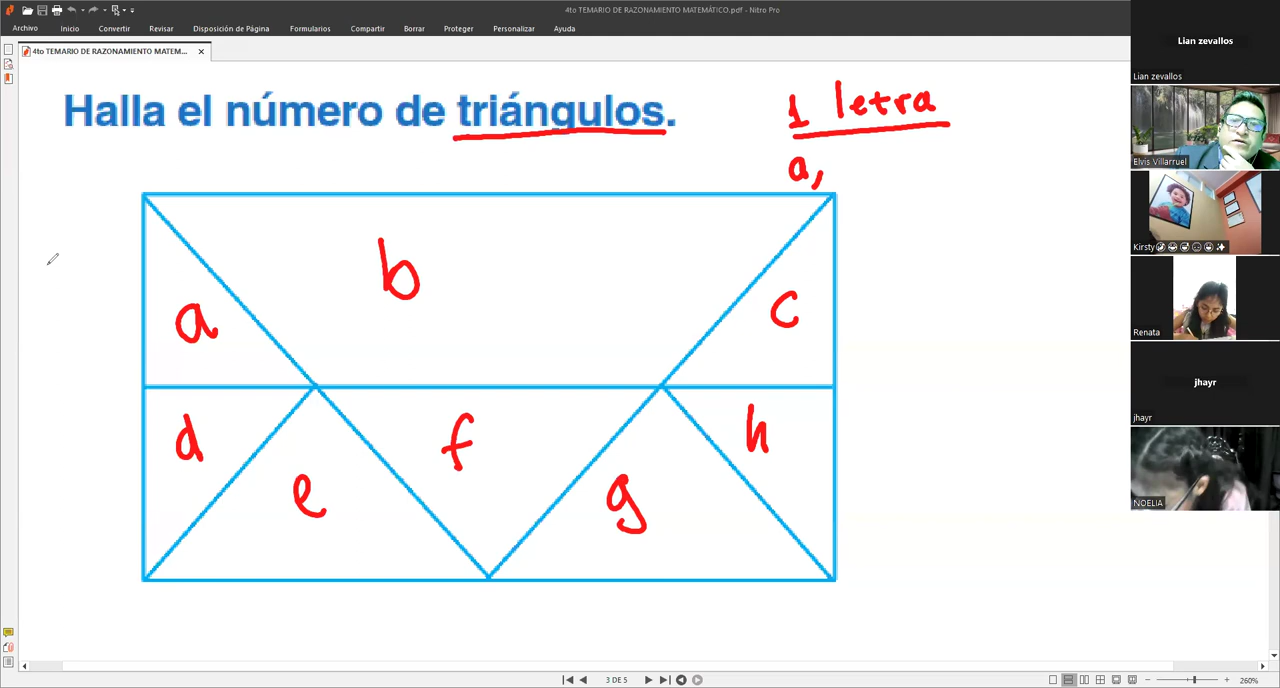 4to TEMARIO DE RAZONAMIENTO MATEMÁTICO.pdf - Nitro Pro
Archivo Inicio Convertir Revisar Disposición de Página Formularios Compartir Borrar Proteger Personalizar Ayuda
4to TEMARIO DE RAZONAMIENTO MATEM...
Halla el número de triángulos.
1 letra
a,
b
a
c
d
f
h
e
g
Lian zevallos
Lian zevallos
Elvis Villarruel
Kirsty
Renata
jhayr
jhayr
NOELIA
3 DE 5
260%